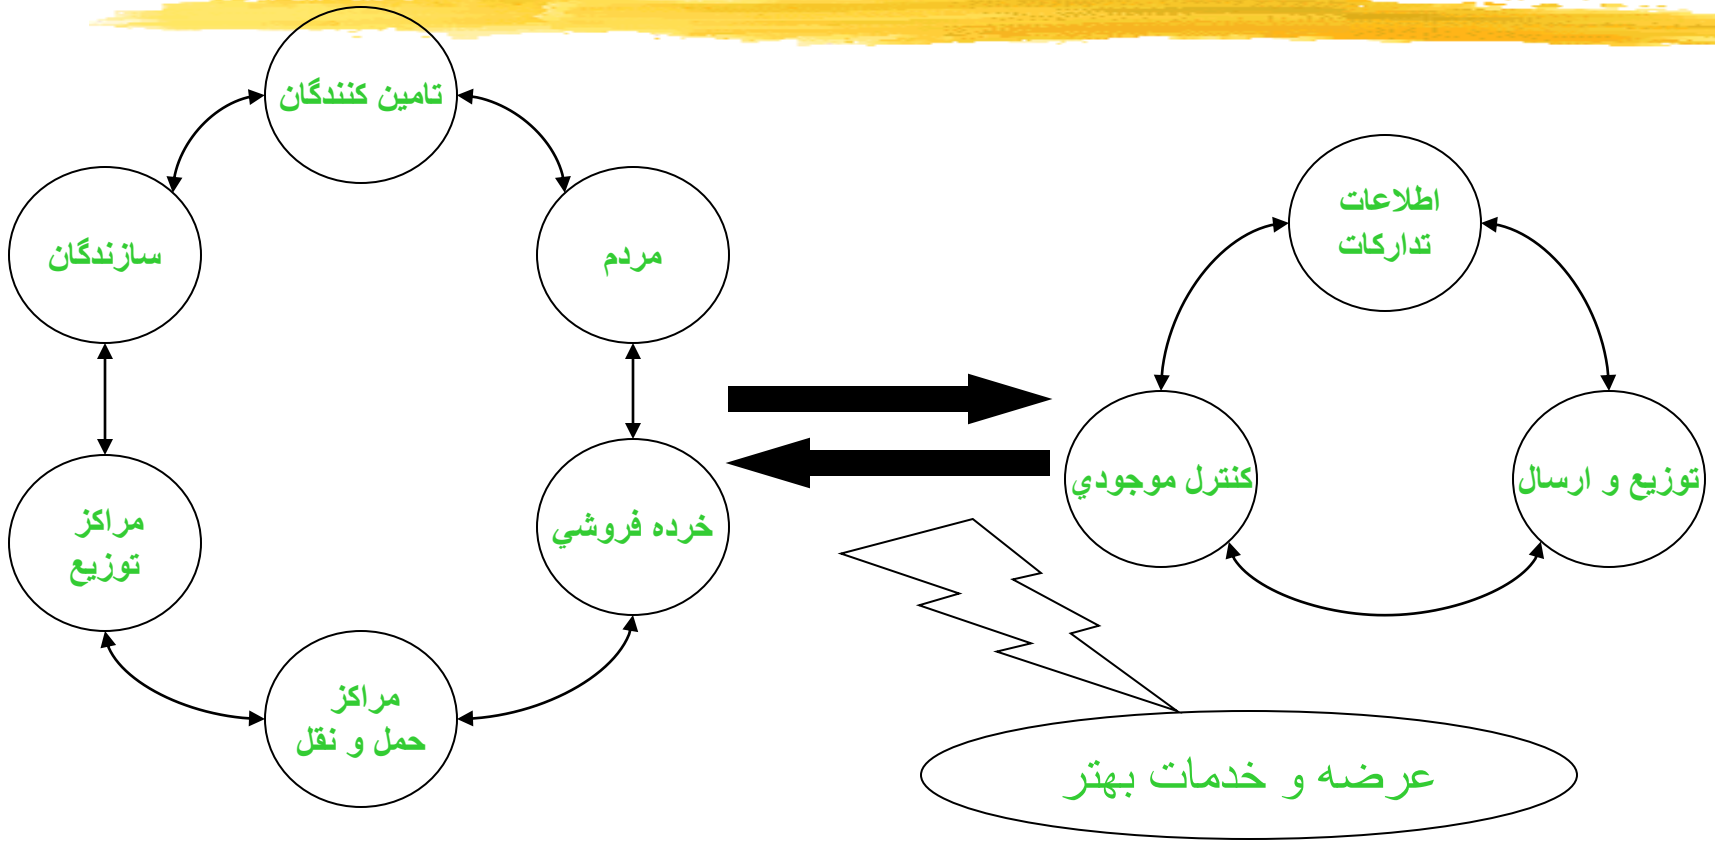 تامين كنندگان
سازندگان
مردم
مراكز
توزيع
خرده فروشي
مراكز
حمل و نقل
اطلاعات
تداركات
كنترل موجودي
توزيع و ارسال
عرضه و خدمات بهتر